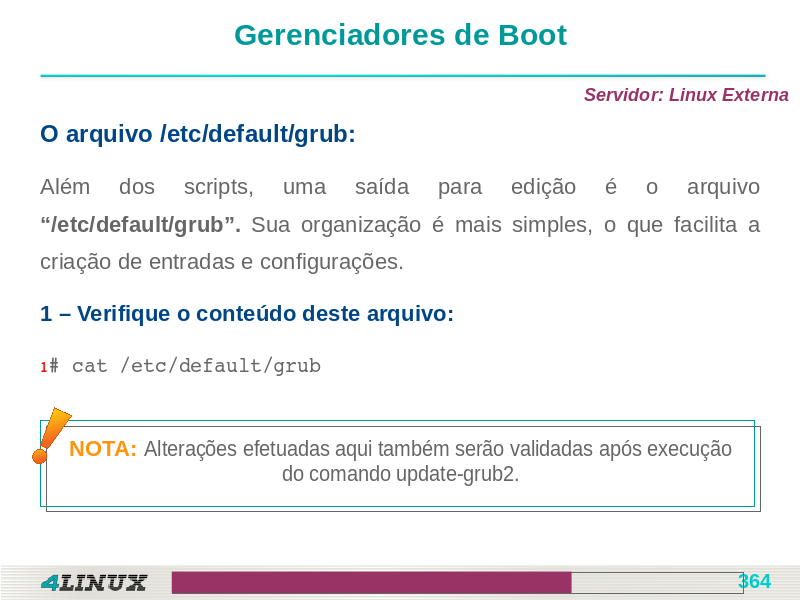 Gerenciadores de Boot
Servidor: Linux Externa
O arquivo /etc/default/grub:
Além dos scripts, uma saída para edição é o arquivo
“/etc/default/grub”. Sua organização é mais simples, o que facilita a
criação de entradas e configurações.
1 – Verifique o conteúdo deste arquivo:
1# cat /etc/default/grub
NOTA: Alterações efetuadas aqui também serão validadas após execução
do comando update-grub2.
4LINUX
364